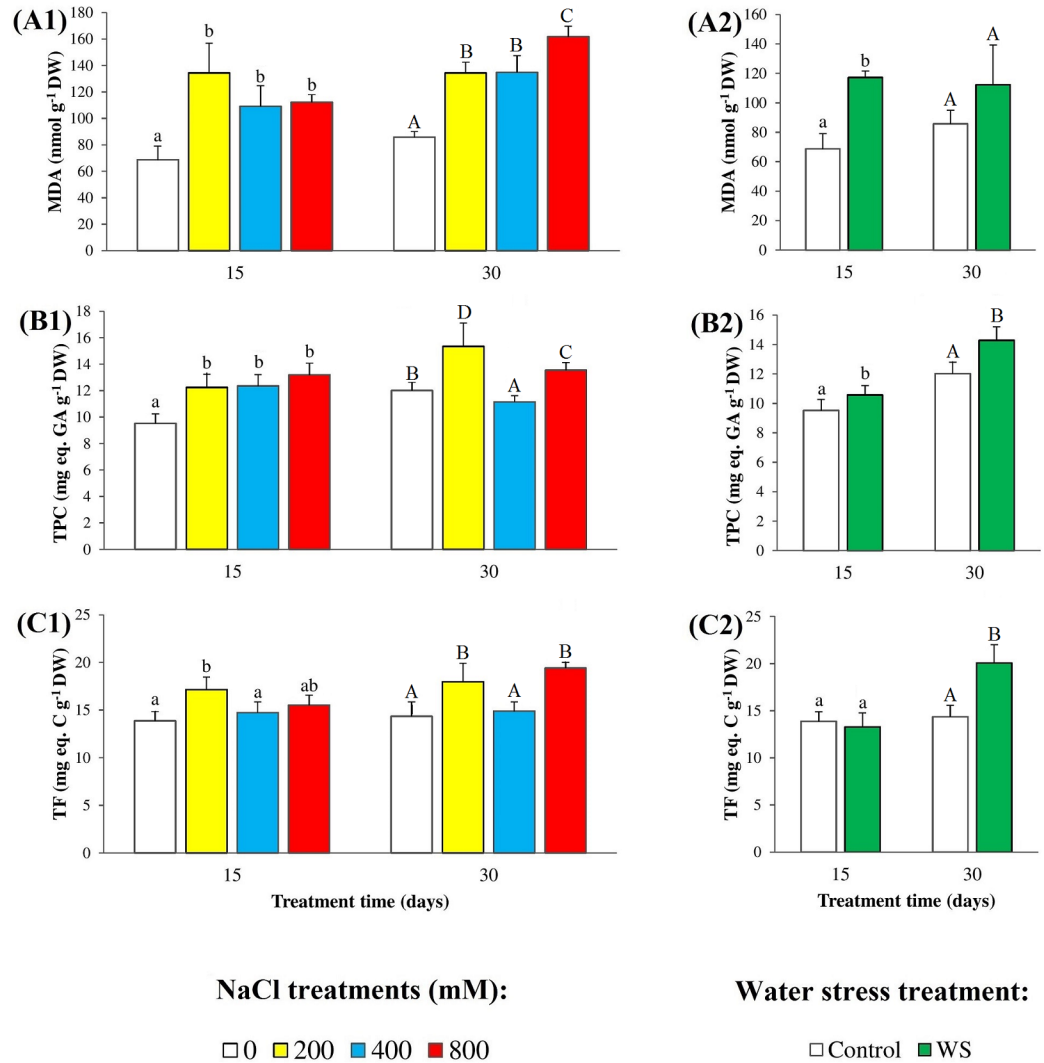 (A1)
MDA (nmol g-1 DW)
180
160
140
120
100
80
60
40
20
0
a
b
b
b
A
B
B
C
15
30
(A2)
MDA (nmol g-1 DW)
160
140
120
100
80
60
40
20
0
a
b
A
A
15
30
(B1)
TPC (mg eq. GA g-1 DW)
18
16
14
12
10
8
6
4
2
0
a
b
b
b
B
D
A
C
15
30
(B2)
TPC (mg eq. GA g-1 DW)
16
14
12
10
8
6
4
2
0
a
b
A
B
15
30
(C1)
TF (mg eq. C g-1 DW)
25
20
15
10
5
0
a
b
a
ab
A
B
A
B
15
30
Treatment time (days)
(C2)
TF (mg eq. C g-1 DW)
25
20
15
10
5
0
a
a
A
B
15
30
Treatment time (days)
NaCl treatments (mM):
0 200 400 800
Water stress treatment:
Control WS